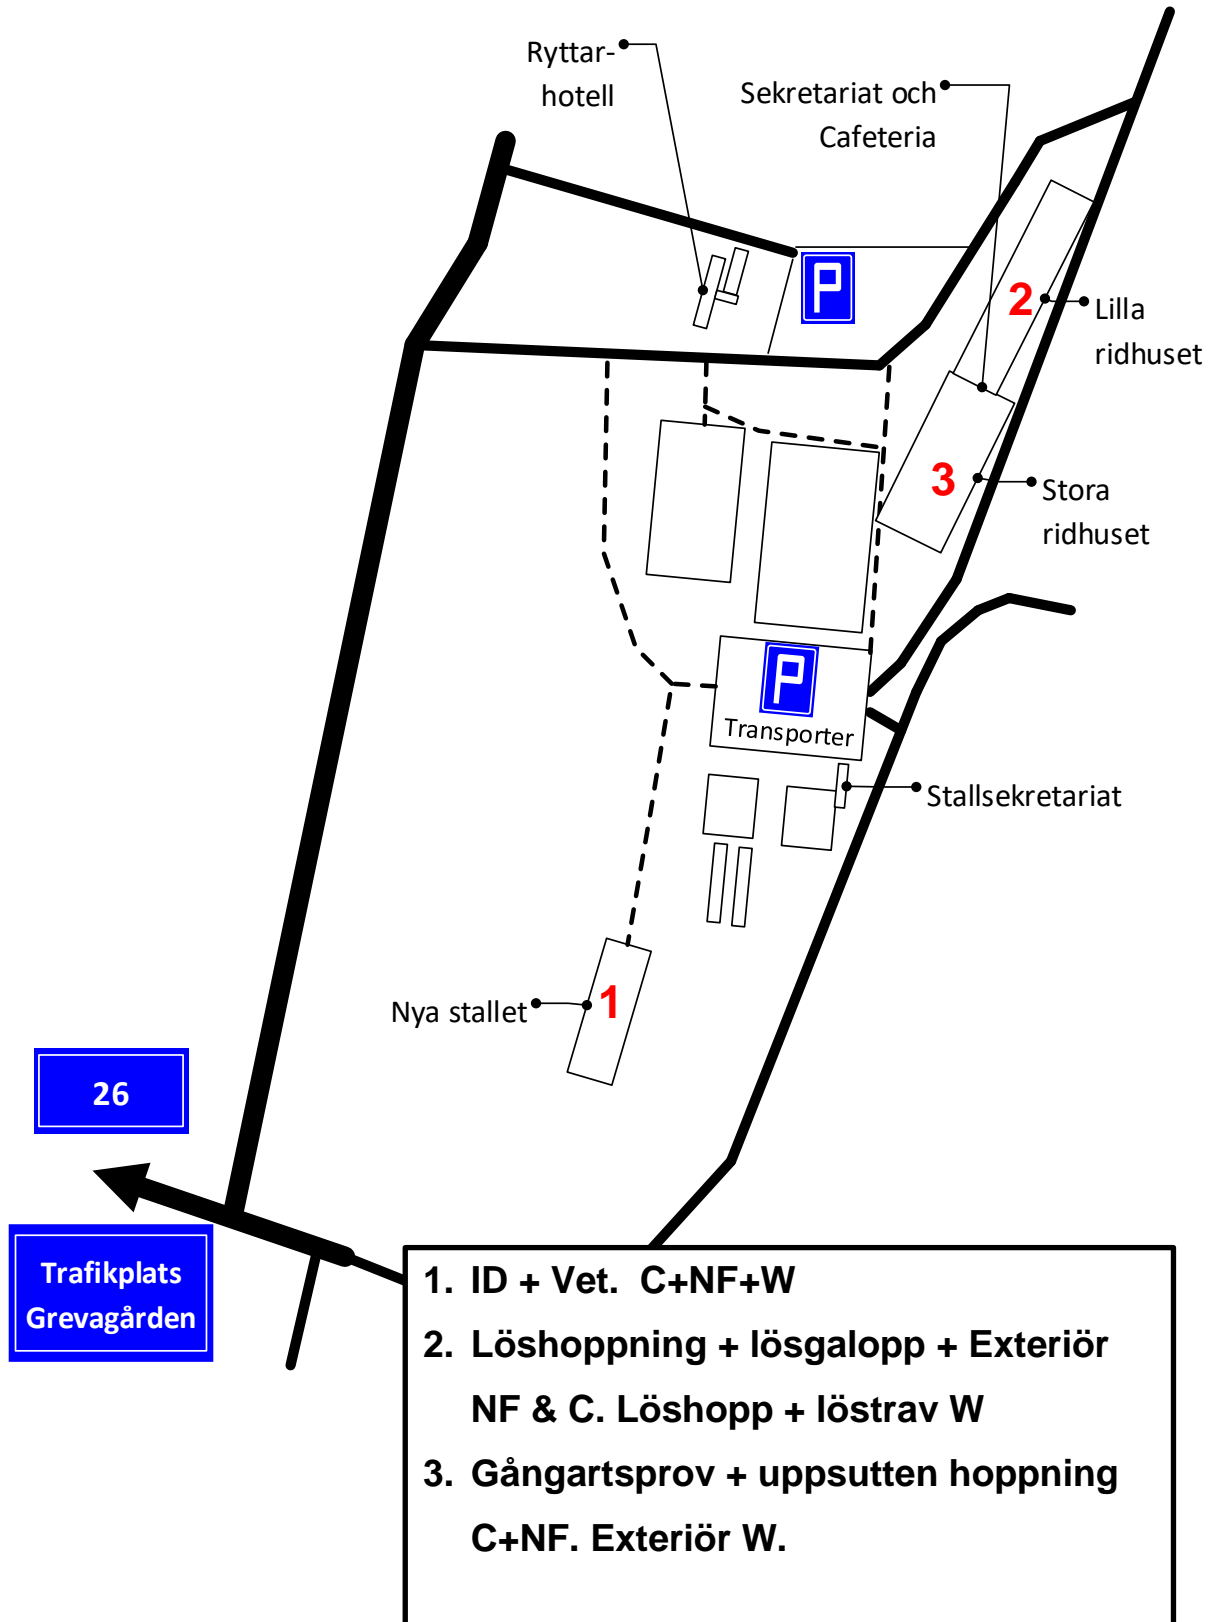 Ryttar-
hotell
Sekretariat och
Cafeteria
P
2
Lilla
ridhuset
3
Stora
ridhuset
P
Transporter
Stallsekretariat
Nya stallet
1
26
Trafikplats
Grevagården
1. ID + Vet. C+NF+W
2. Löshoppning + lösgalopp + Exteriör
NF & C. Löshopp + löstrav W
3. Gångartsprov + uppsutten hoppning
C+NF. Exteriör W.